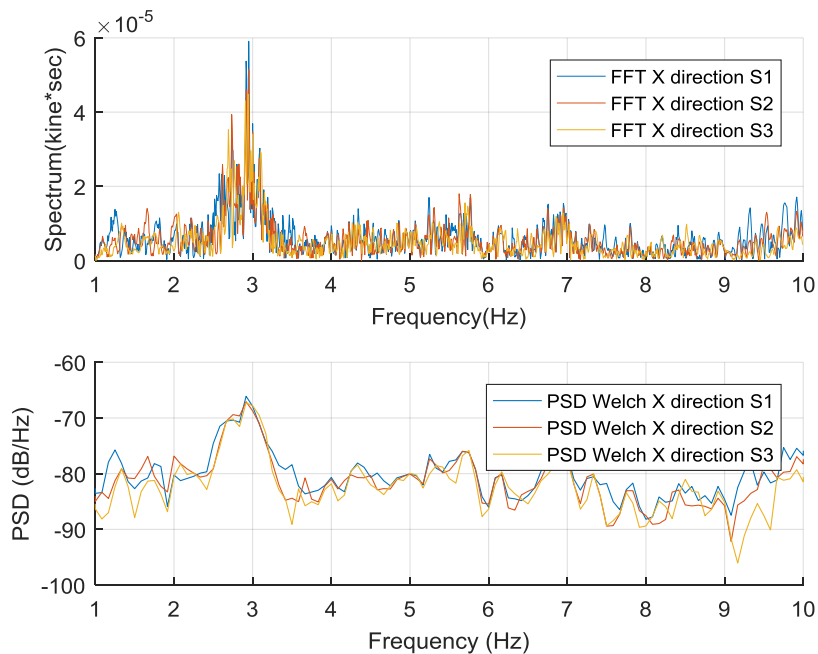 ×10-5
6
4
2
0
Spectrum(kine*sec)
FFT X direction S1
FFT X direction S2
FFT X direction S3
1 2 3 4 5 6 7 8 9 10
Frequency(Hz)
-60
-70
-80
-90
-100
PSD (dB/Hz)
PSD Welch X direction S1
PSD Welch X direction S2
PSD Welch X direction S3
1 2 3 4 5 6 7 8 9 10
Frequency (Hz)